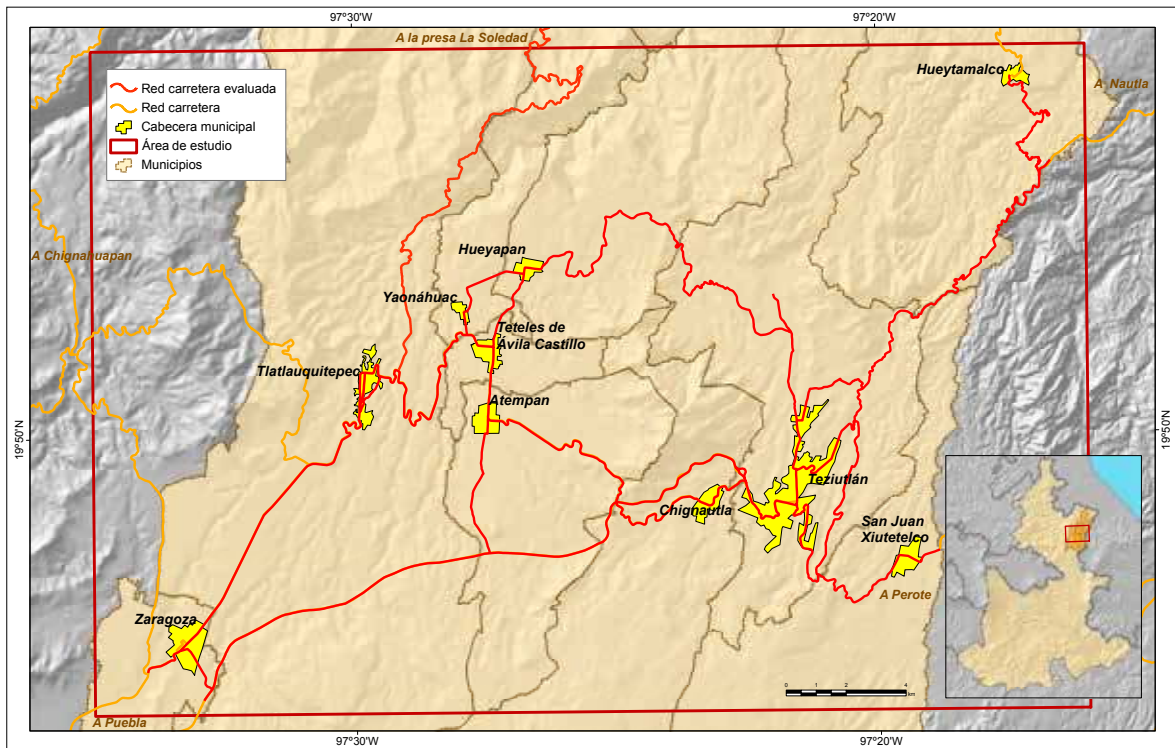 97°30'W
97°20'W
A la presa La Soledad
Hueytamalco
A Nautla
Red carretera evaluada
Red carretera
Cabecera municipal
Área de estudio
Municipios
A Chignahuapan
Hueyapan
Yaonáhuac
Teteles de
Avila Castillo
Tlatlauquitepec
Atempan
19°50'N
19°50'N
Teziutlán
Chignautla
San Juan
Xiutetelco
A Perote
Zaragoza
0 1 2 4
km
A Puebla
97°30'W
97°20'W